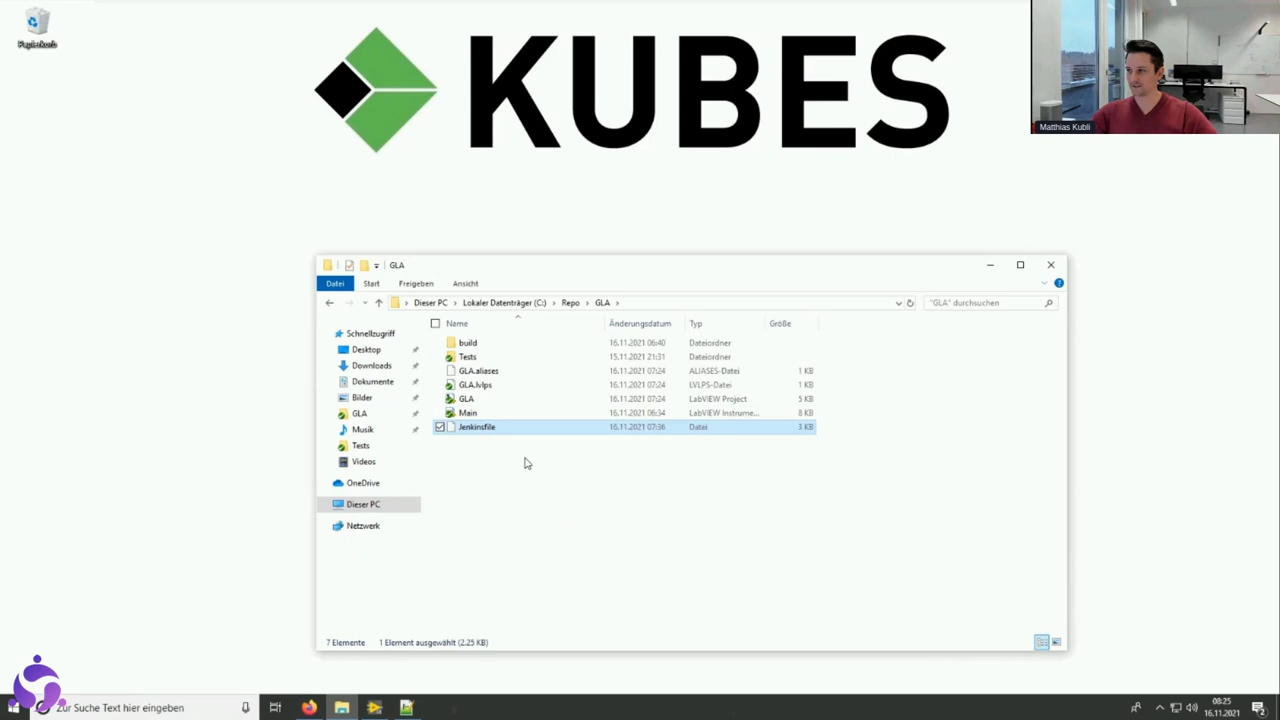 Papierkorb
KUBES
Matthias Kubli
GLA
Datei Start Freigeben Ansicht
Dieser PC Lokaler Datenträger (C:) Repo GLA "GLA" durchsuchen
Name Änderungsdatum Typ Größe
Schnellzugriff
Desktop
Downloads
Dokumente
Bilder
GLA
Musik
Tests
Videos
OneDrive
Dieser PC
Netzwerk
build 16.11.2021 06:40 Dateiordner
Tests 15.11.2021 21:31 Dateiordner
GLA.aliases 16.11.2021 07:24 ALIASES-Datei 1 KB
GLA.lvlps 16.11.2021 07:24 LVLPS-Datei 1 KB
GLA 16.11.2021 07:24 LabVIEW Project 5 KB
Main 16.11.2021 06:34 LabVIEW Instrume... 8 KB
Jenkinsfile 16.11.2021 07:36 Datei 3 KB
7 Elemente 1 Element ausgewählt (2.25 KB)
Zur Suche Text hier eingeben
08:25
16.11.2021
2